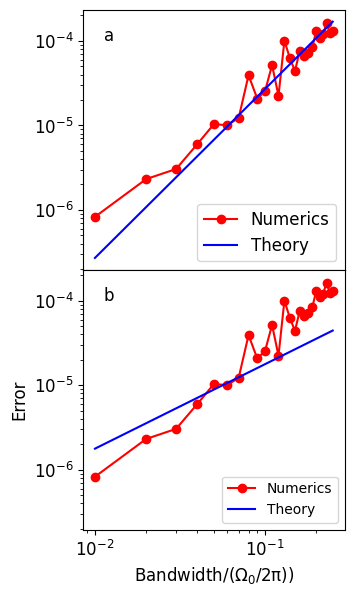 a
10⁻⁴
10⁻⁵
10⁻⁶
Numerics
Theory
b
10⁻⁴
10⁻⁵
10⁻⁶
Numerics
Theory
Error
10⁻² 10⁻¹
Bandwidth/(Ω₀/2π))